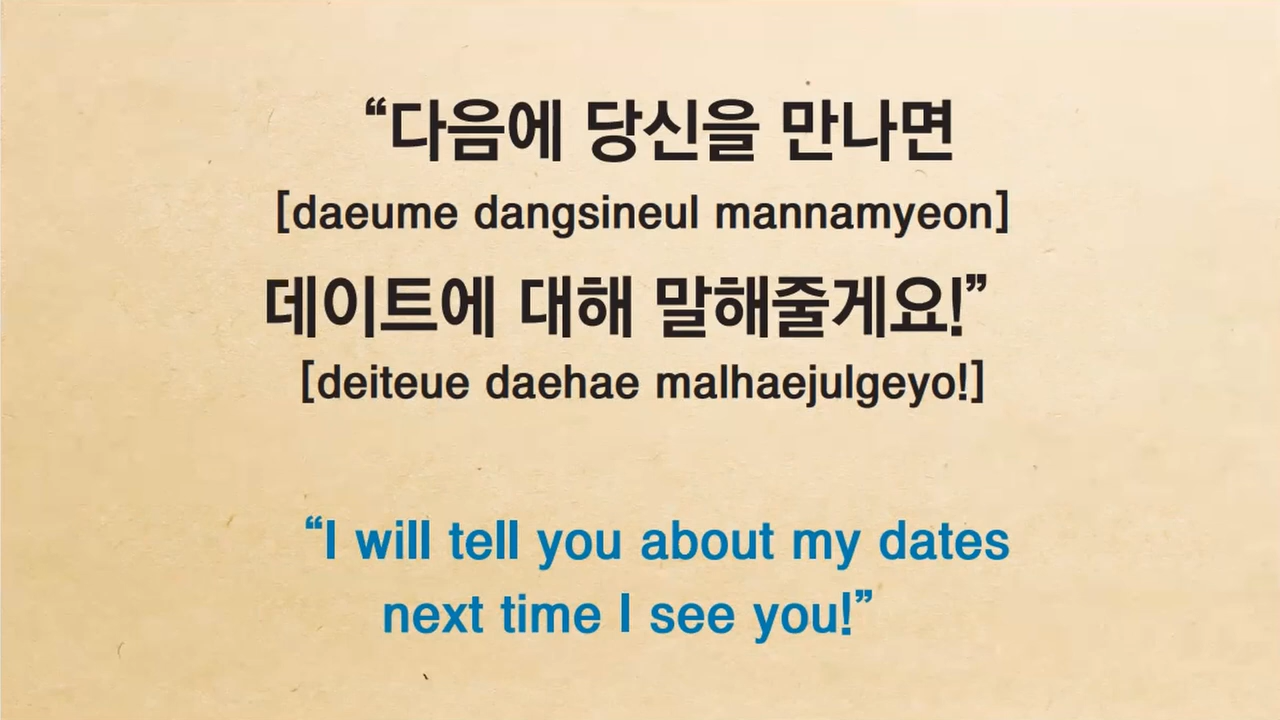 “다음에 당신을 만나면
[daeume dangsineul mannamyeon]
데이트에 대해 말해줄게요!”
[deiteue daehae malhaejulgeyo!]
“I will tell you about my dates
next time I see you!”